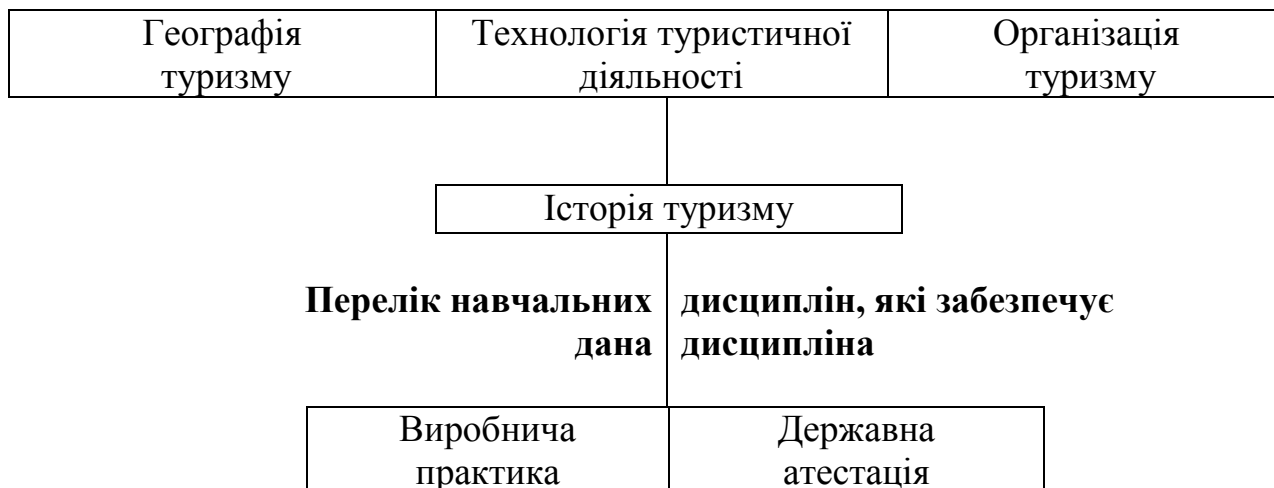 Географія
туризму
Технологія туристичної
діяльності
Організація
туризму
Історія туризму
Перелік навчальних дисциплін, які забезпечує
дана дисципліна
Виробнича
практика
Державна
атестація